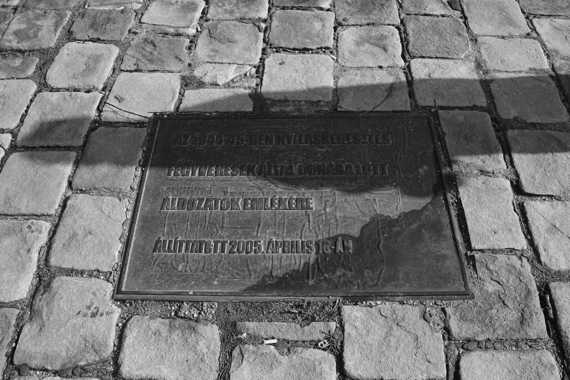 AZ 1944-45-BEN NYILASKERESZTES
FEGYVERESEK ÁLTAL DUNÁBA LŐTT
ÁLDOZATOK EMLÉKÉRE
ÁLLÍTTATOTT 2005. ÁPRILIS 16-ÁN